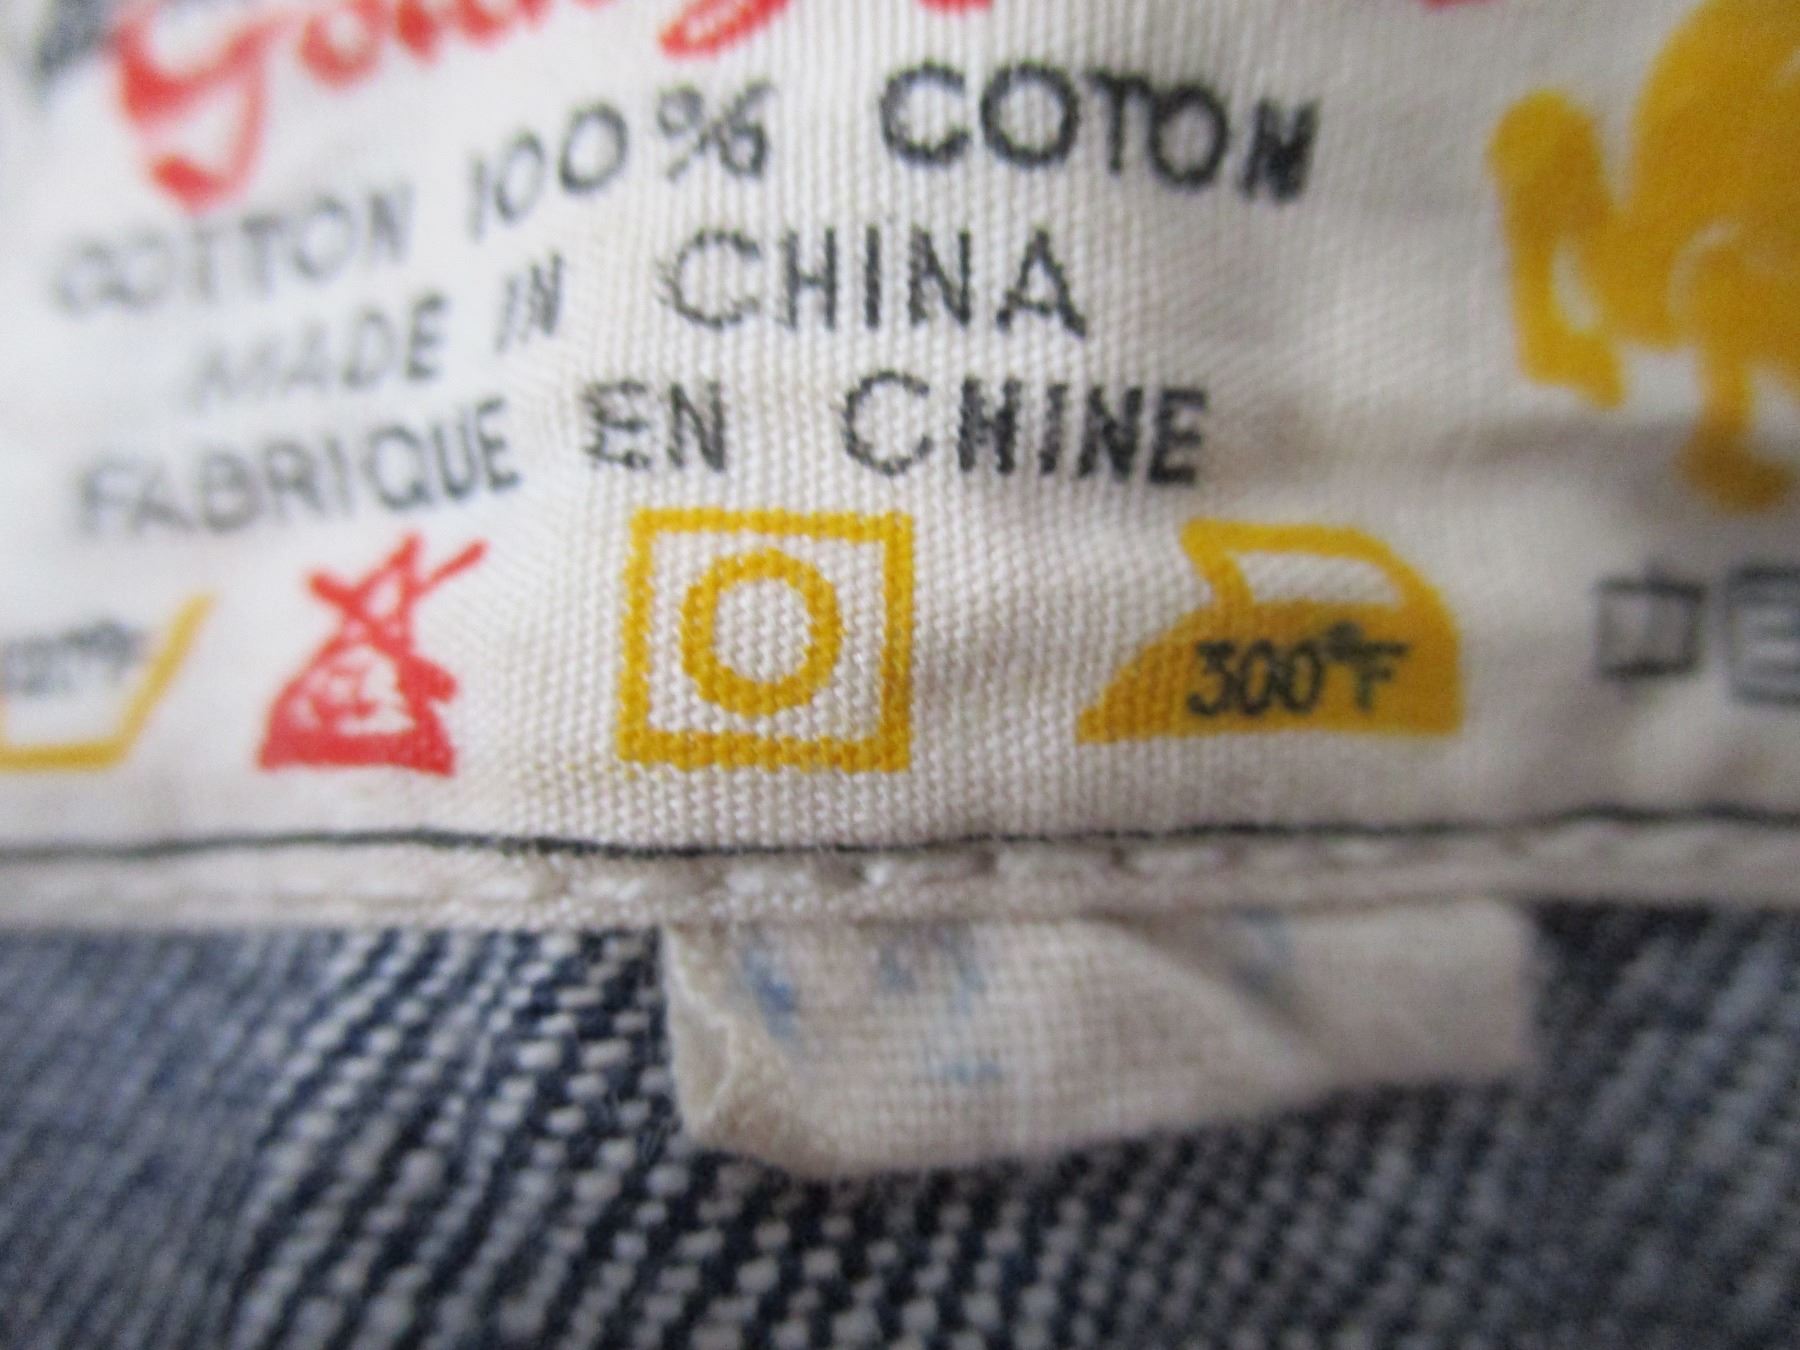 COTTON 100% COTON
MADE IN CHINA
FABRIQUE EN CHINE
300°F